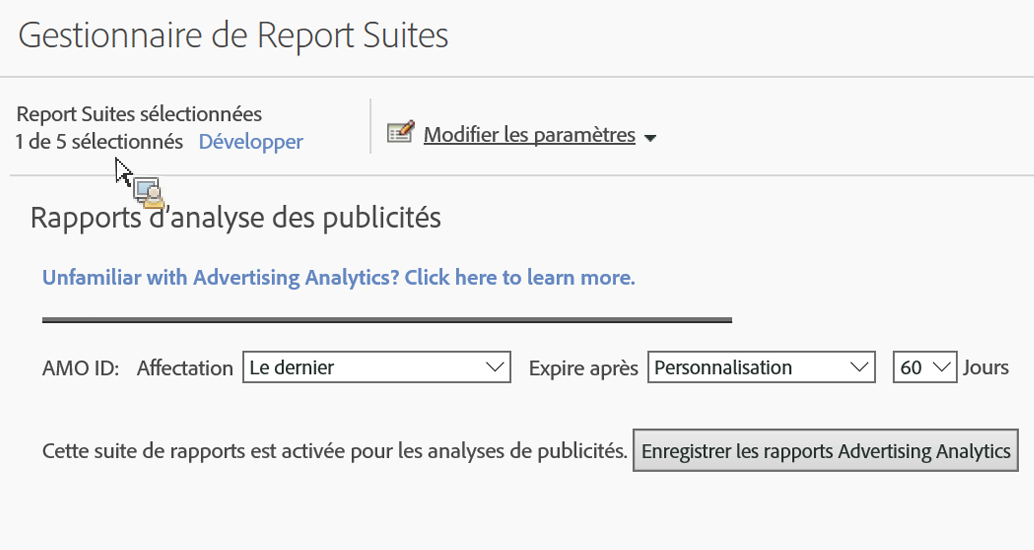 Gestionnaire de Report Suites
Report Suites sélectionnées
1 de 5 sélectionnés Développer
Modifier les paramètres
Rapports d'analyse des publicités
Unfamiliar with Advertising Analytics? Click here to learn more.
AMO ID: Affectation Le dernier Expire après Personnalisation 60 Jours
Cette suite de rapports est activée pour les analyses de publicités. Enregistrer les rapports Advertising Analytics